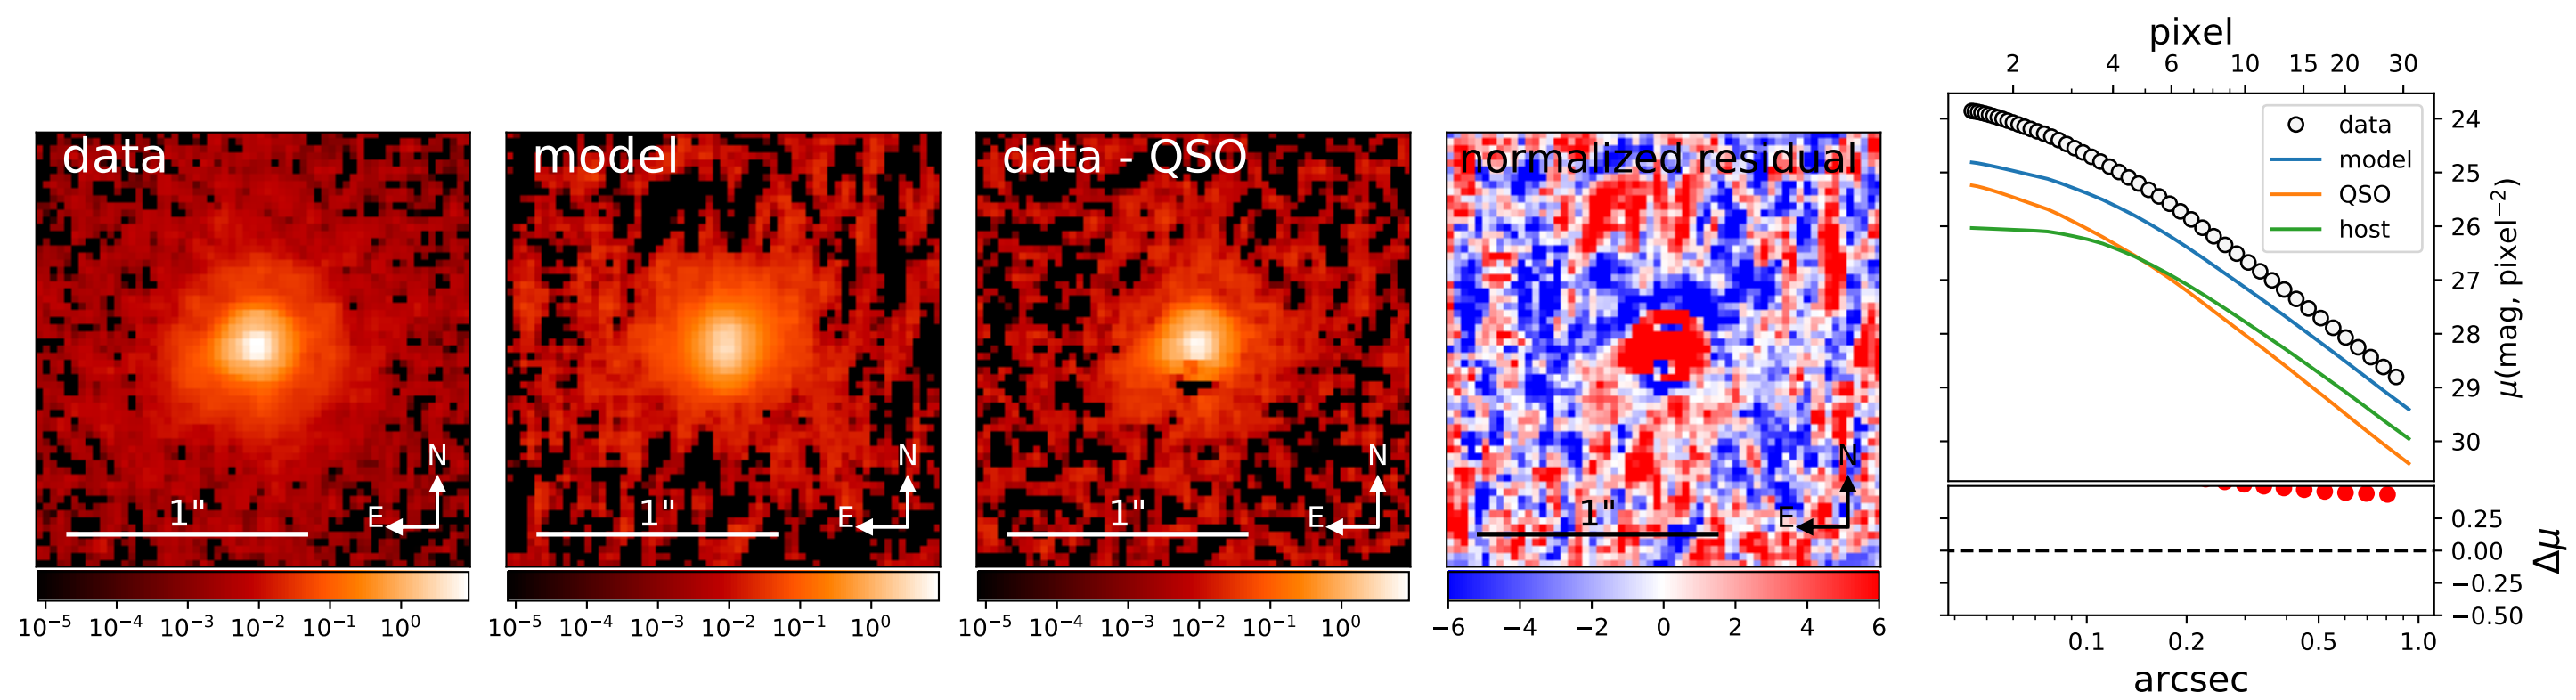 data
N
1"
E
10⁻⁵ 10⁻⁴ 10⁻³ 10⁻² 10⁻¹ 10⁰
model
N
1"
E
10⁻⁵ 10⁻⁴ 10⁻³ 10⁻² 10⁻¹ 10⁰
data - QSO
N
1"
E
10⁻⁵ 10⁻⁴ 10⁻³ 10⁻² 10⁻¹ 10⁰
normalized residual
N
1"
E
−6 −4 −2 0 2 4 6
pixel
2 4 6 10 15 20 30
data
model
QSO
host
24
25
26
27
28
29
30
μ(mag, pixel⁻²)
0.25
0.00
−0.25
−0.50
Δμ
0.1 0.2 0.5 1.0
arcsec